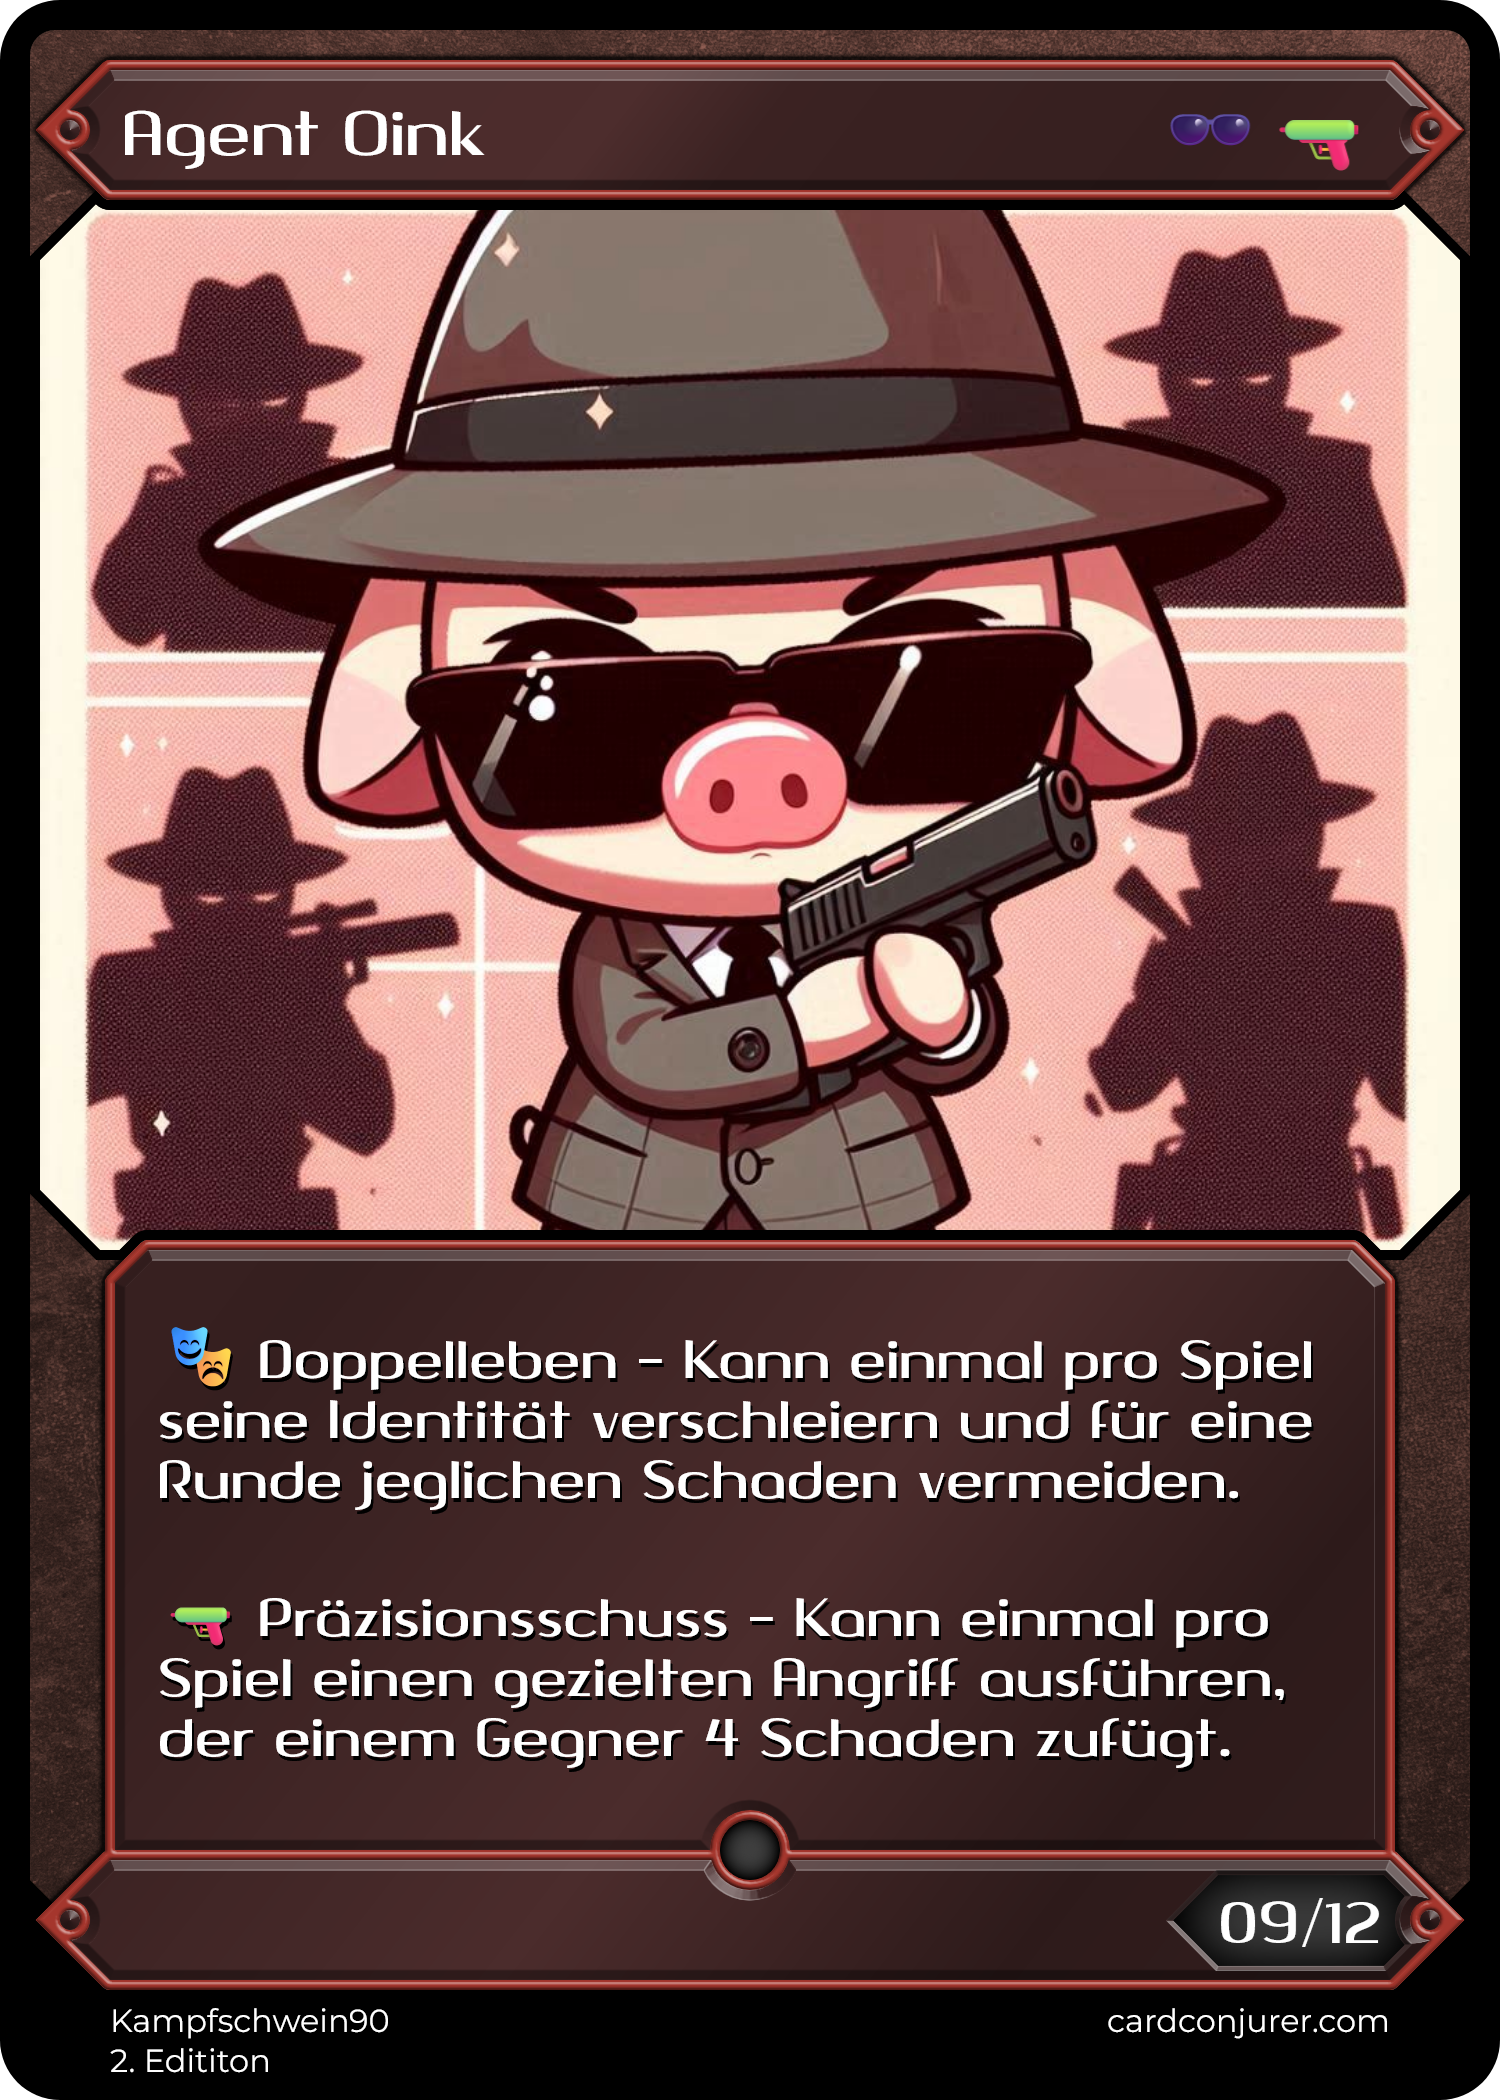 Agent Oink
Doppelleben - Kann einmal pro Spiel
seine Identität verschleiern und für eine
Runde jeglichen Schaden vermeiden.
Präzisionsschuss - Kann einmal pro
Spiel einen gezielten Angriff ausführen,
der einem Gegner 4 Schaden zufügt.
09/12
Kampfschwein90
cardconjurer.com
2. Edititon